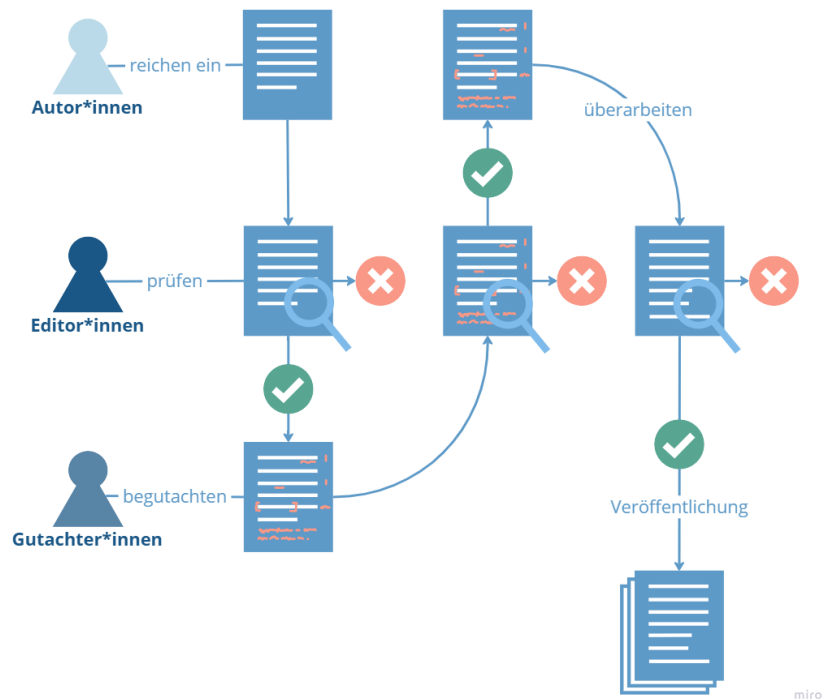 reichen ein
Autor*innen
überarbeiten
prüfen
Editor*innen
begutachten
Gutachter*innen
Veröffentlichung
miro